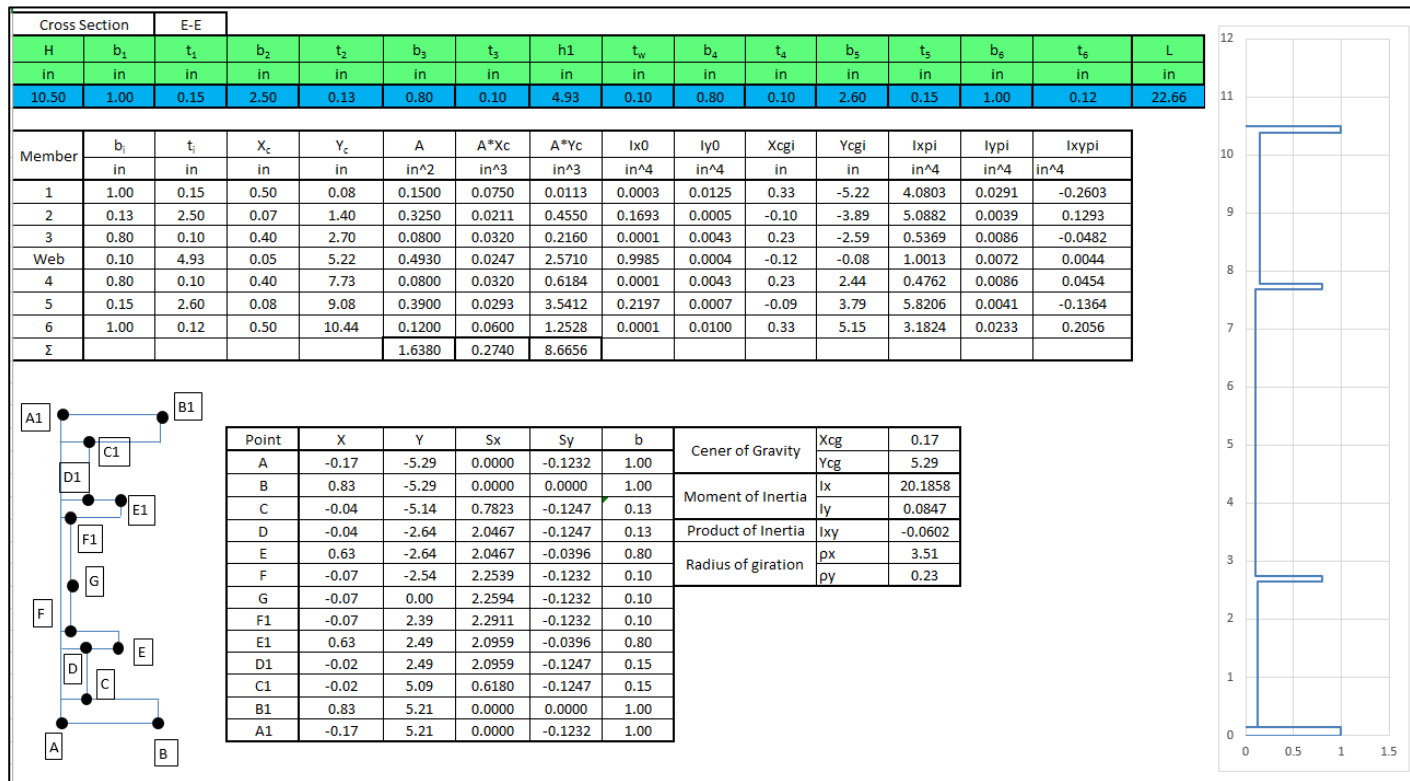 Cross Section E-E
H b₁ t₁ b₂ t₂ b₃ t₃ h1 t_w b₄ t₄ b₅ t₅ b₆ t₆ L
in in in in in in in in in in in in in in in in
10.50 1.00 0.15 2.50 0.13 0.80 0.10 4.93 0.10 0.80 0.10 2.60 0.15 1.00 0.12 22.66
Member bᵢ tᵢ X_c Y_c A A*Xc A*Yc Ix0 Iy0 Xcgi Ycgi Ixpi Iypi Ixypi
in in in in in^2 in^3 in^3 in^4 in^4 in in in^4 in^4 in^4
1 1.00 0.15 0.50 0.08 0.1500 0.0750 0.0113 0.0003 0.0125 0.33 -5.22 4.0803 0.0291 -0.2603
2 0.13 2.50 0.07 1.40 0.3250 0.0211 0.4550 0.1693 0.0005 -0.10 -3.89 5.0882 0.0039 0.1293
3 0.80 0.10 0.40 2.70 0.0800 0.0320 0.2160 0.0001 0.0043 0.23 -2.59 0.5369 0.0086 -0.0482
Web 0.10 4.93 0.05 5.22 0.4930 0.0247 2.5710 0.9985 0.0004 -0.12 -0.08 1.0013 0.0072 0.0044
4 0.80 0.10 0.40 7.73 0.0800 0.0320 0.6184 0.0001 0.0043 0.23 2.44 0.4762 0.0086 0.0454
5 0.15 2.60 0.08 9.08 0.3900 0.0293 3.5412 0.2197 0.0007 -0.09 3.79 5.8206 0.0041 -0.1364
6 1.00 0.12 0.50 10.44 0.1200 0.0600 1.2528 0.0001 0.0100 0.33 5.15 3.1824 0.0233 0.2056
Σ 1.6380 0.2740 8.6656
A1
B1
C1
D1
E1
F1
G
F
E
D
C
A
B
Point X Y Sx Sy b
A -0.17 -5.29 0.0000 -0.1232 1.00
B 0.83 -5.29 0.0000 0.0000 1.00
C -0.04 -5.14 0.7823 -0.1247 0.13
D -0.04 -2.64 2.0467 -0.1247 0.13
E 0.63 -2.64 2.0467 -0.0396 0.80
F -0.07 -2.54 2.2539 -0.1232 0.10
G -0.07 0.00 2.2594 -0.1232 0.10
F1 -0.07 2.39 2.2911 -0.1232 0.10
E1 0.63 2.49 2.0959 -0.0396 0.80
D1 -0.02 2.49 2.0959 -0.1247 0.15
C1 -0.02 5.09 0.6180 -0.1247 0.15
B1 0.83 5.21 0.0000 0.0000 1.00
A1 -0.17 5.21 0.0000 -0.1232 1.00
Cener of Gravity Xcg 0.17
Ycg 5.29
Moment of Inertia Ix 20.1858
Iy 0.0847
Product of Inertia Ixy -0.0602
Radius of giration ρx 3.51
ρy 0.23
12
11
10
9
8
7
6
5
4
3
2
1
0
0 0.5 1 1.5